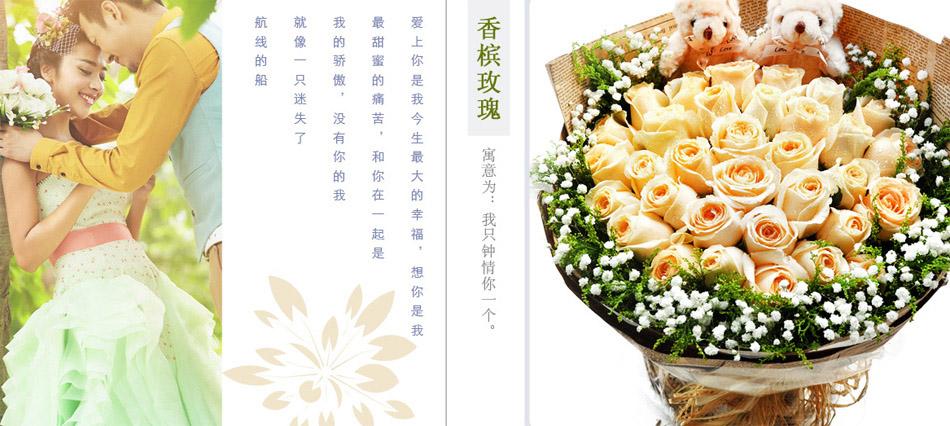 爱上你是我今生最大的幸福，想你是我
最甜蜜的痛苦，和你在一起是
我的骄傲，没有你的我
就像一只迷失了
航线的船
香槟玫瑰
寓意为：我只钟情你一个。